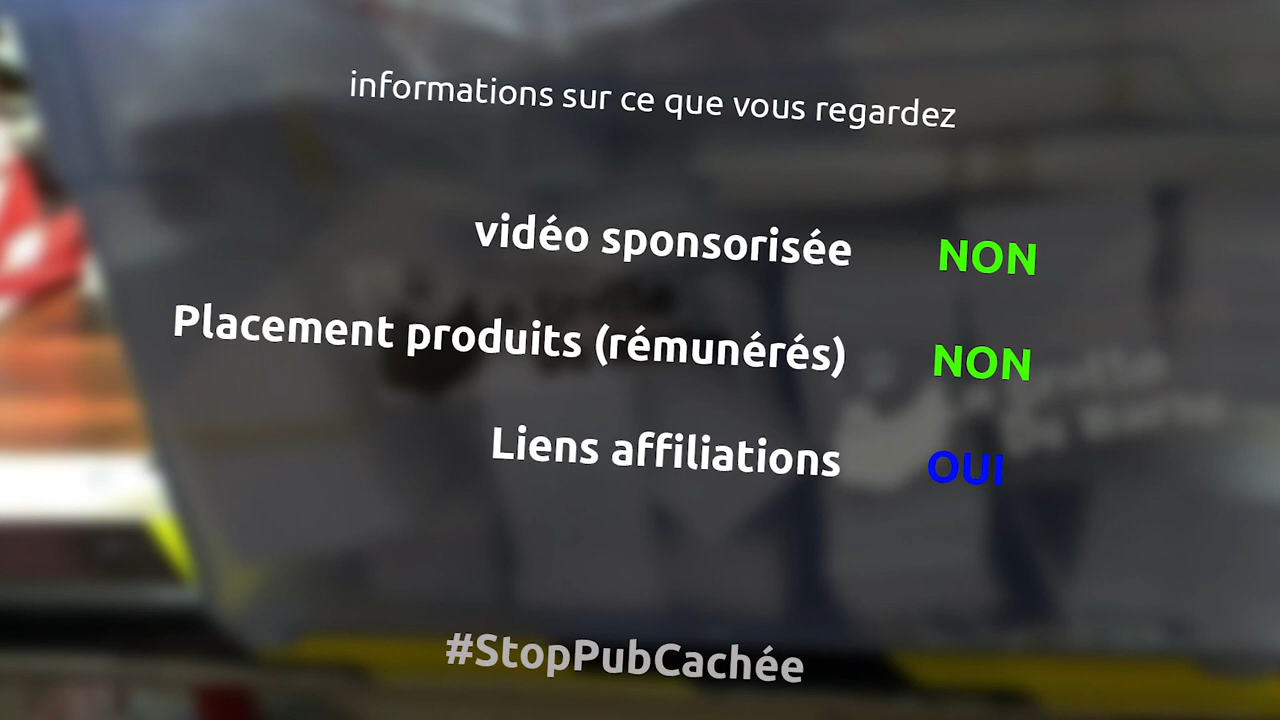 informations sur ce que vous regardez
vidéo sponsorisée NON
Placement produits (rémunérés) NON
Liens affiliations OUI
#StopPubCachée